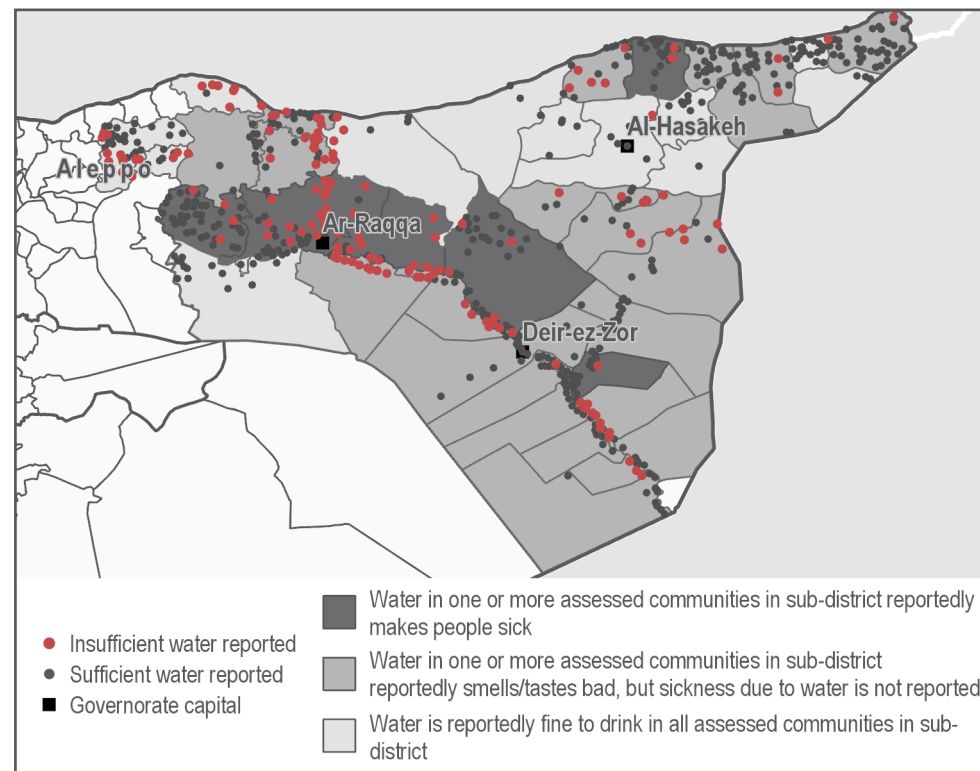 Al-Hasakeh
Aleppo
Ar-Raqqa
Deir-ez-Zor
Water in one or more assessed communities in sub-district reportedly
makes people sick
Insufficient water reported
Sufficient water reported
Governorate capital
Water in one or more assessed communities in sub-district
reportedly smells/tastes bad, but sickness due to water is not reported
Water is reportedly fine to drink in all assessed communities in sub-
district